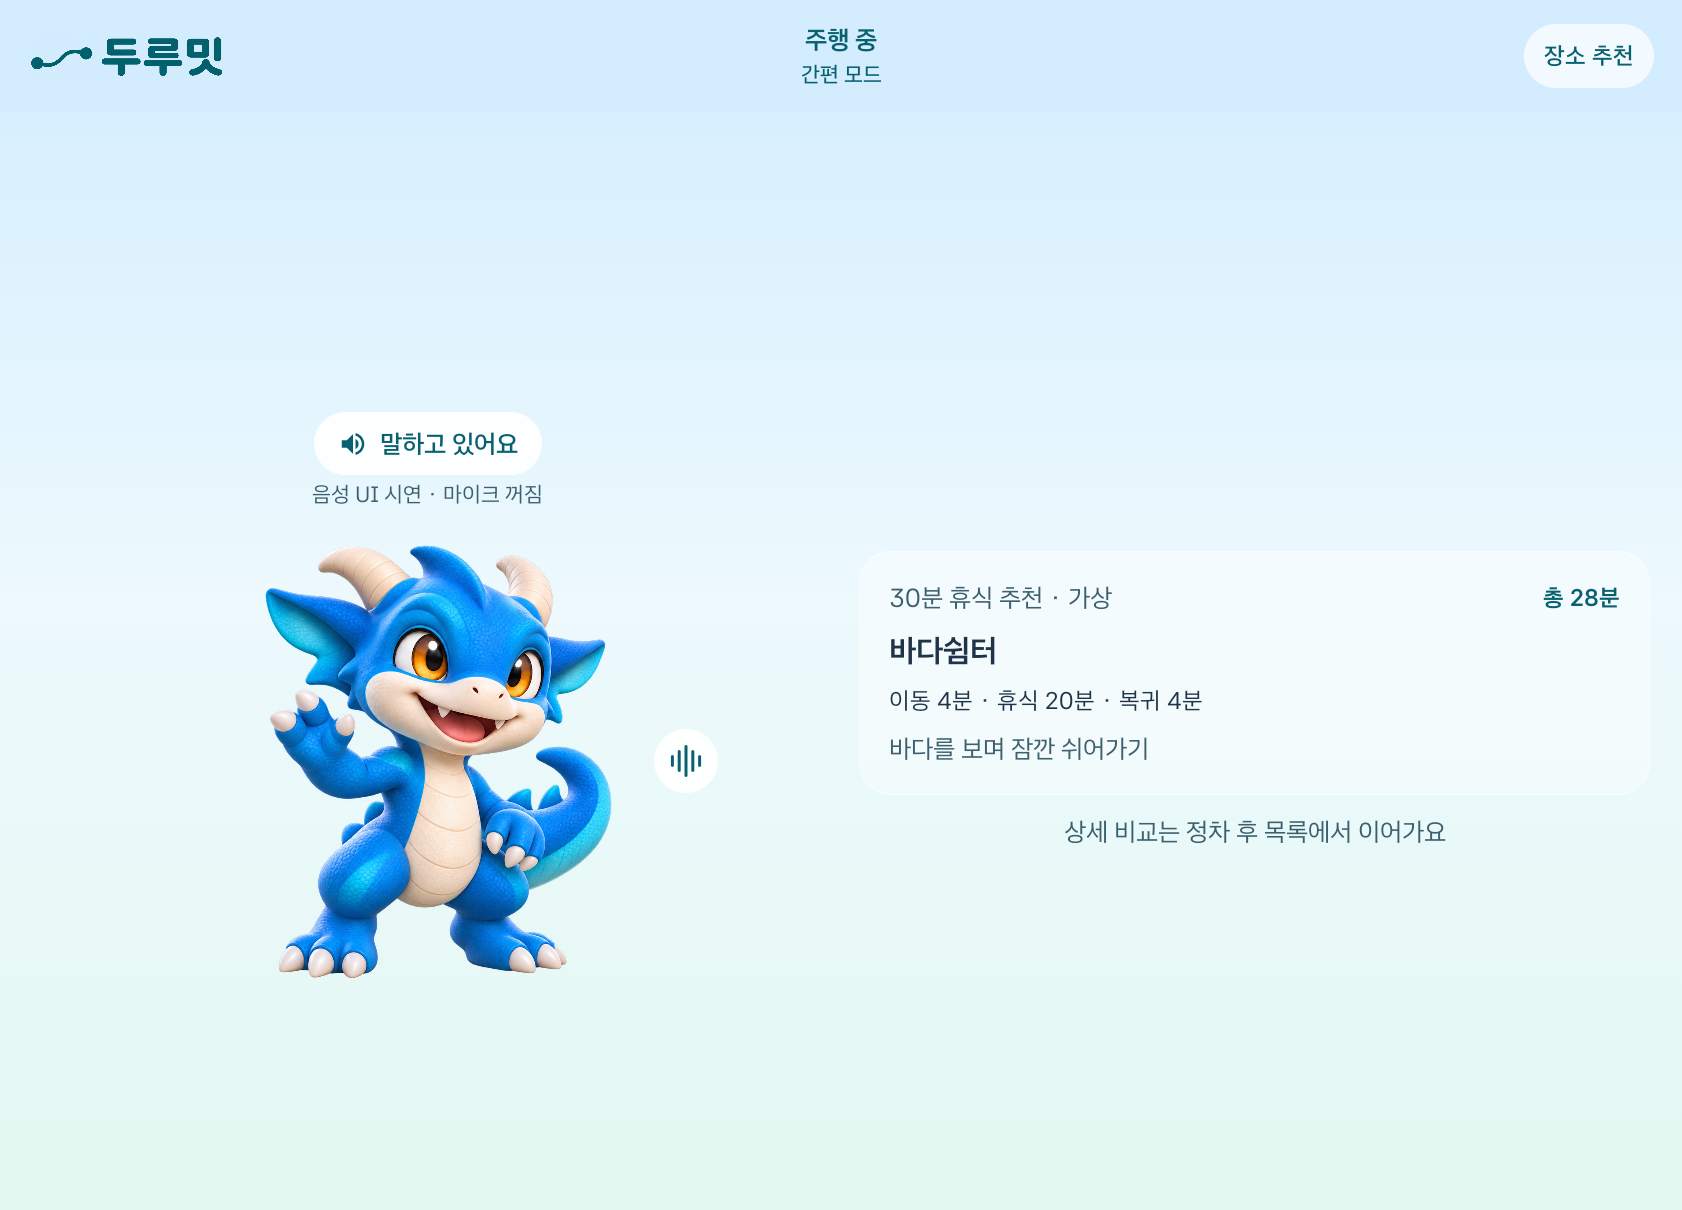 두루밋
주행 중
간편 모드
장소 추천
말하고 있어요
음성 UI 시연 · 마이크 꺼짐
30분 휴식 추천 · 가상
총 28분
바다쉼터
이동 4분 · 휴식 20분 · 복귀 4분
바다를 보며 잠깐 쉬어가기
상세 비교는 정차 후 목록에서 이어가요